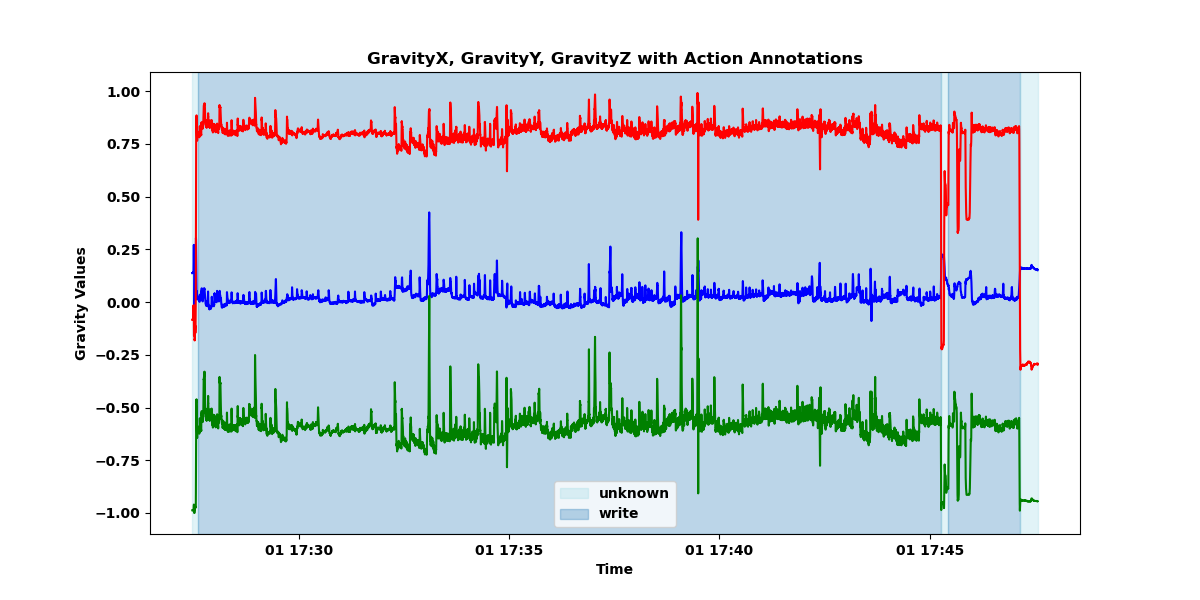 GravityX, GravityY, GravityZ with Action Annotations
1.00
0.75
0.50
0.25
0.00
−0.25
−0.50
−0.75
−1.00
Gravity Values
unknown
write
01 17:30 01 17:35 01 17:40 01 17:45
Time